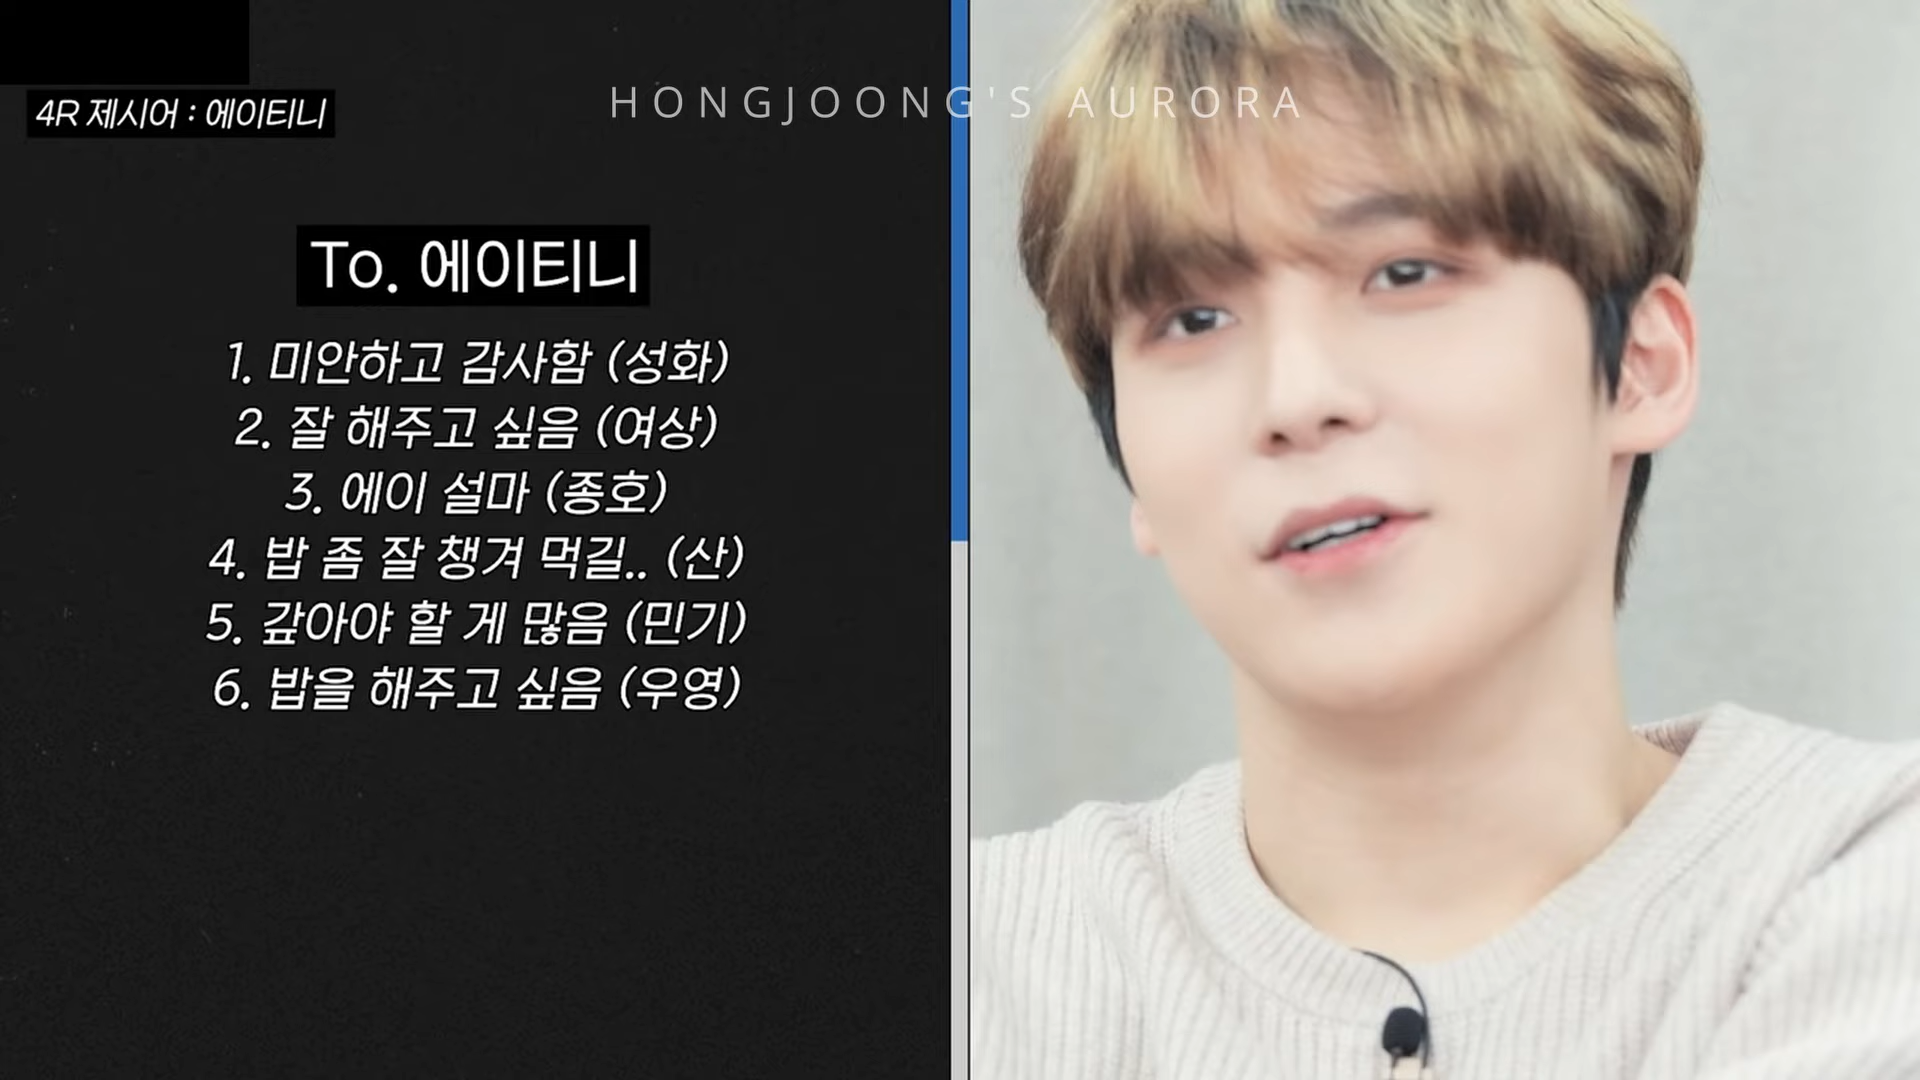 HONGJOONG'S AURORA
4R 제시어 : 에이티니
To. 에이티니
1. 미안하고 감사함 (성화)
2. 잘 해주고 싶음 (여상)
3. 에이 설마 (종호)
4. 밥 좀 잘 챙겨 먹길.. (산)
5. 갚아야 할 게 많음 (민기)
6. 밥을 해주고 싶음 (우영)